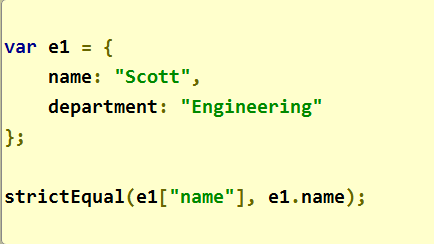 var e1 = {
    name: "Scott",
    department: "Engineering"
};
strictEqual(e1["name"], e1.name);